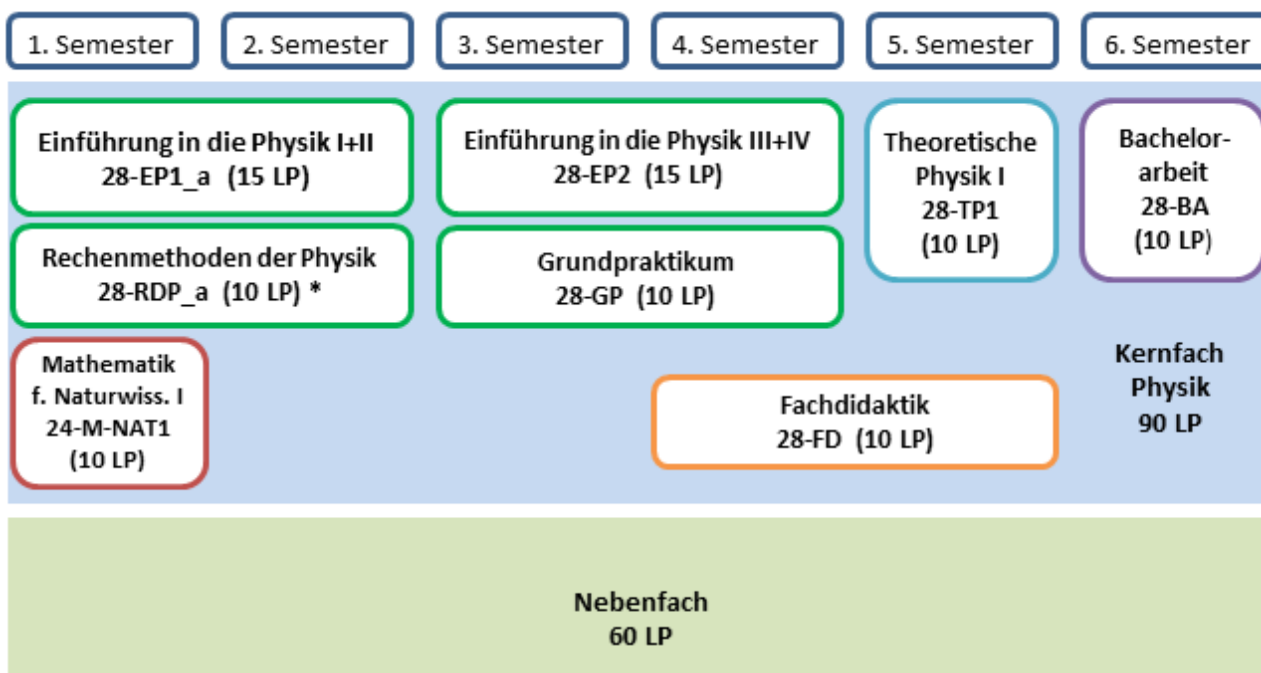 1. Semester
2. Semester
3. Semester
4. Semester
5. Semester
6. Semester
Einführung in die Physik I+II
28-EP1_a (15 LP)
Einführung in die Physik III+IV
28-EP2 (15 LP)
Theoretische
Physik I
28-TP1
(10 LP)
Bachelor-
arbeit
28-BA
(10 LP)
Rechenmethoden der Physik
28-RDP_a (10 LP) *
Grundpraktikum
28-GP (10 LP)
Mathematik
f. Naturwiss. I
24-M-NAT1
(10 LP)
Fachdidaktik
28-FD (10 LP)
Kernfach
Physik
90 LP
Nebenfach
60 LP